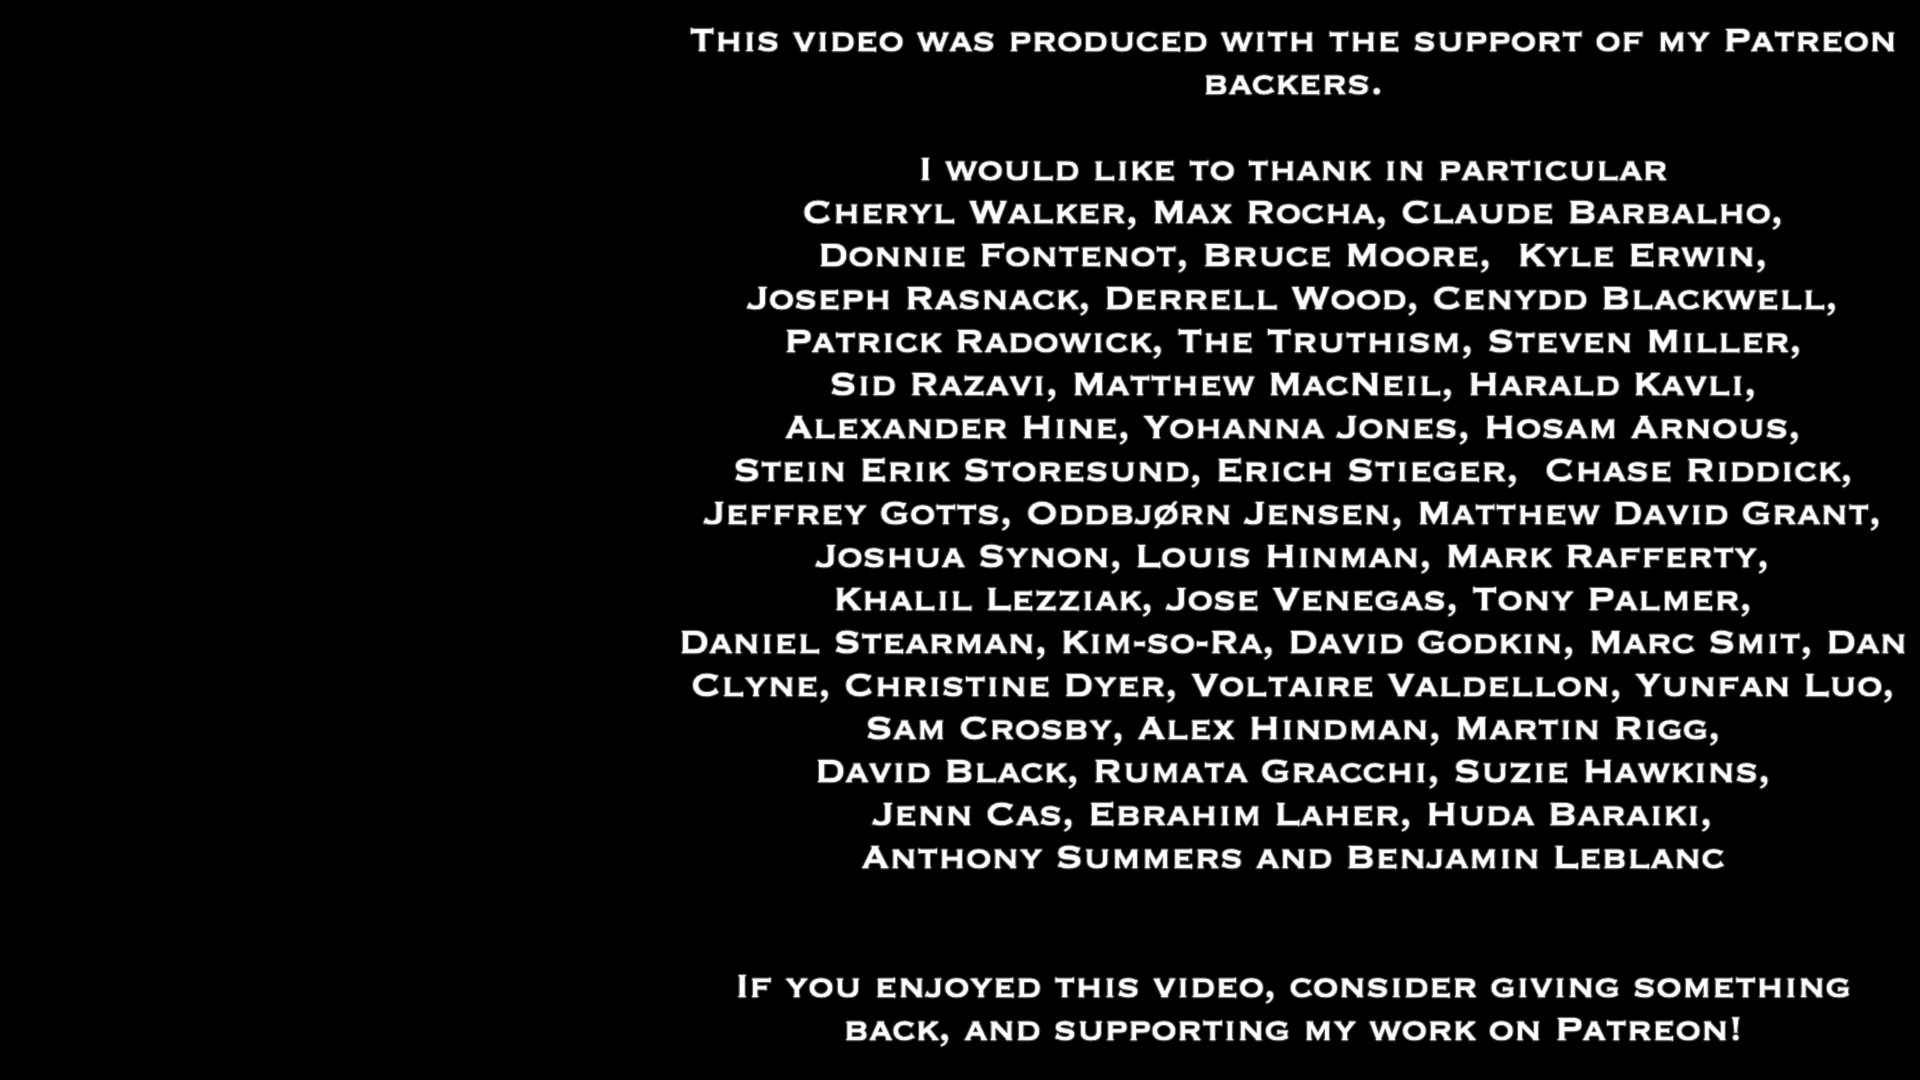 This video was produced with the support of my Patreon
backers.
I would like to thank in particular
Cheryl Walker, Max Rocha, Claude Barbalho,
Donnie Fontenot, Bruce Moore,  Kyle Erwin,
Joseph Rasnack, Derrell Wood, Cenydd Blackwell,
Patrick Radowick, The Truthism, Steven Miller,
Sid Razavi, Matthew MacNeil, Harald Kavli,
Alexander Hine, Yohanna Jones, Hosam Arnous,
Stein Erik Storesund, Erich Stieger,  Chase Riddick,
Jeffrey Gotts, Oddbjørn Jensen, Matthew David Grant,
Joshua Synon, Louis Hinman, Mark Rafferty,
Khalil Lezziak, Jose Venegas, Tony Palmer,
Daniel Stearman, Kim-so-Ra, David Godkin, Marc Smit, Dan
Clyne, Christine Dyer, Voltaire Valdellon, Yunfan Luo,
Sam Crosby, Alex Hindman, Martin Rigg,
David Black, Rumata Gracchi, Suzie Hawkins,
Jenn Cas, Ebrahim Laher, Huda Baraiki,
Anthony Summers and Benjamin Leblanc
If you enjoyed this video, consider giving something
back, and supporting my work on Patreon!